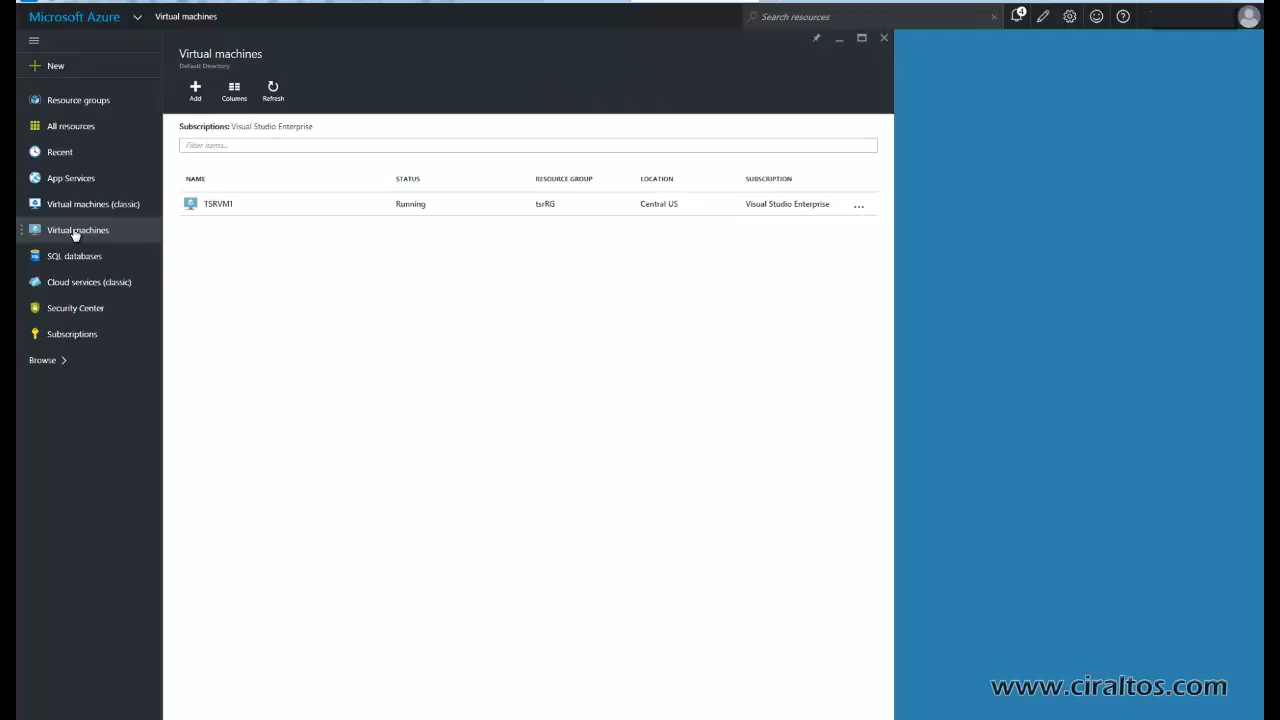 Microsoft Azure Virtual machines Search resources 4
New
Resource groups
All resources
Recent
App Services
Virtual machines (classic)
Virtual machines
SQL databases
Cloud services (classic)
Security Center
Subscriptions
Browse
Virtual machines
Default Directory
Add Columns Refresh
Subscriptions: Visual Studio Enterprise
Filter items...
NAME STATUS RESOURCE GROUP LOCATION SUBSCRIPTION
TSRVM1 Running tsrRG Central US Visual Studio Enterprise ...
www.ciraltos.com